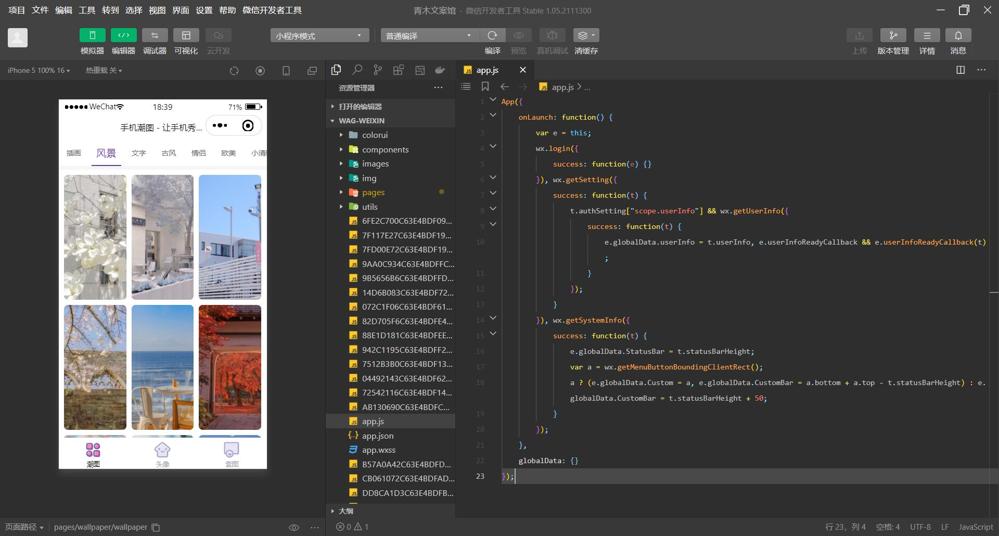 项目 文件 编辑 工具 转到 选择 视图 界面 设置 帮助 微信开发者工具
青木文案馆 - 微信开发者工具 Stable 1.05.2111300
模拟器 编辑器 调试器 可视化 云开发
小程序模式 普通编译
编译 预览 真机调试 清缓存
上传 版本管理 详情 消息
iPhone 5 100% 16 热重载 关
WeChat 18:39 71%
手机潮图 - 让手机秀...
插画 风景 文字 古风 情侣 欧美 小清
潮图 头像 壹图
页面路径 pages/wallpaper/wallpaper
资源管理器
打开的编辑器
WAG-WEIXIN
colorui
components
images
img
pages
utils
6FE2C700C63E4BDF09...
7F117E27C63E4BDF19...
7FD00E72C63E4BDF19...
9AA0C934C63E4BDFFC...
9B5656B6C63E4BDFFD...
14D6B083C63E4BDF72...
072C1F06C63E4BDF61...
82D705F6C63E4BDFE4...
88E1D181C63E4BDFEE...
942C1195C63E4BDFF2...
7512B3B0C63E4BDF13...
04492143C63E4BDF62...
72542116C63E4BDF14...
AB130690C63E4BDFC...
app.js
app.json
app.wxss
B57A0A42C63E4BDFD...
CB061072C63E4BDFAD...
DD8CA1D3C63E4BDFB...
大纲
0 1
app.js
app.js > ...
1 App({
2 onLaunch: function() {
3 var e = this;
4 wx.login({
5 success: function(e) {}
6 }), wx.getSetting({
7 success: function(t) {
8 t.authSetting["scope.userInfo"] && wx.getUserInfo({
9 success: function(t) {
10 e.globalData.userInfo = t.userInfo, e.userInfoReadyCallback && e.userInfoReadyCallback(t)
;
11 }
12 });
13 }
14 }), wx.getSystemInfo({
15 success: function(t) {
16 e.globalData.StatusBar = t.statusBarHeight;
17 var a = wx.getMenuButtonBoundingClientRect();
18 a ? (e.globalData.Custom = a, e.globalData.CustomBar = a.bottom + a.top - t.statusBarHeight) : e.
globalData.CustomBar = t.statusBarHeight + 50;
19 }
20 });
21 },
22 globalData: {}
23 });
行 23，列 4 空格: 4 UTF-8 LF JavaScript